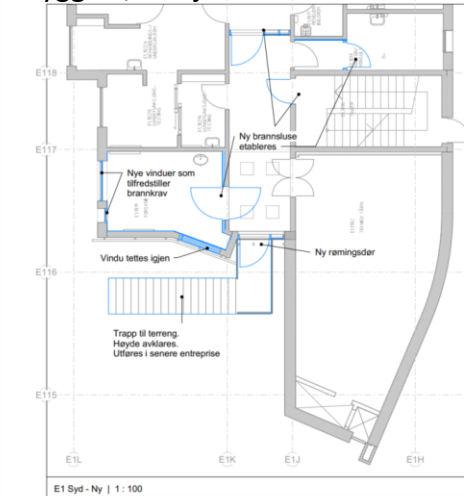 E118
Ny brannsluse
etableres
E117
Nye vinduer som
tilfredstiller
brannkrav
Ny rømingsdør
Vindu tettes igjen
E116
Trapp til terreng.
Høyde avklares.
Utføres i senere entreprise
E115
E1L
E1K
E1J
E1H
E1 Syd - Ny | 1 : 100